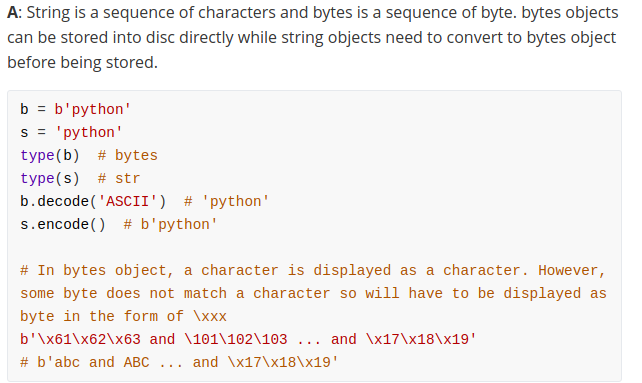 A: String is a sequence of characters and bytes is a sequence of byte. bytes objects
can be stored into disc directly while string objects need to convert to bytes object
before being stored.
b = b'python'
s = 'python'
type(b)  # bytes
type(s)  # str
b.decode('ASCII')  # 'python'
s.encode()  # b'python'
# In bytes object, a character is displayed as a character. However,
some byte does not match a character so will have to be displayed as
byte in the form of \xxx
b'\x61\x62\x63 and \101\102\103 ... and \x17\x18\x19'
# b'abc and ABC ... and \x17\x18\x19'